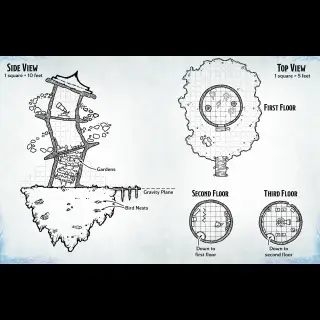 SIDE VIEW
1 square = 10 feet
TOP VIEW
1 square = 5 feet
FIRST FLOOR
Gardens
Gravity Plane
Bird Nests
SECOND FLOOR
THIRD FLOOR
Down to
first floor
Down to
second floor